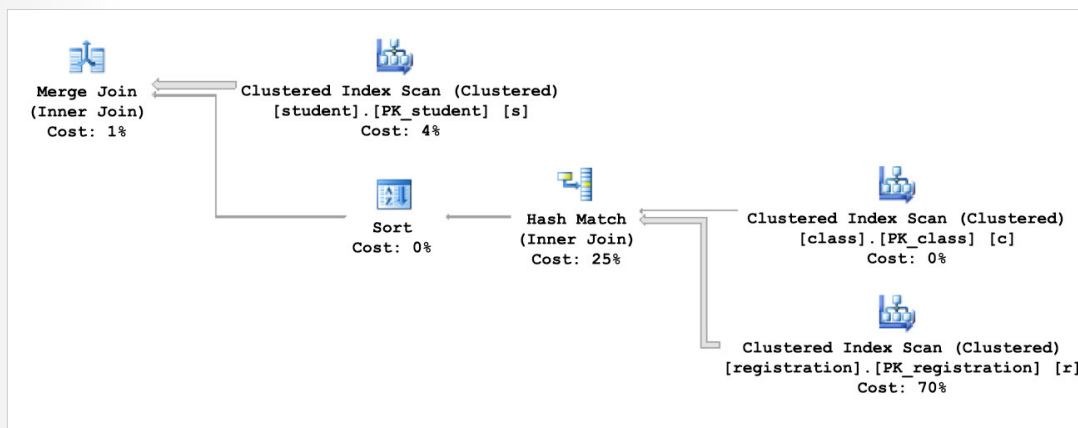 Merge Join
(Inner Join)
Cost: 1%
Clustered Index Scan (Clustered)
[student].[PK_student] [s]
Cost: 4%
Sort
Cost: 0%
Hash Match
(Inner Join)
Cost: 25%
Clustered Index Scan (Clustered)
[class].[PK_class] [c]
Cost: 0%
Clustered Index Scan (Clustered)
[registration].[PK_registration] [r]
Cost: 70%